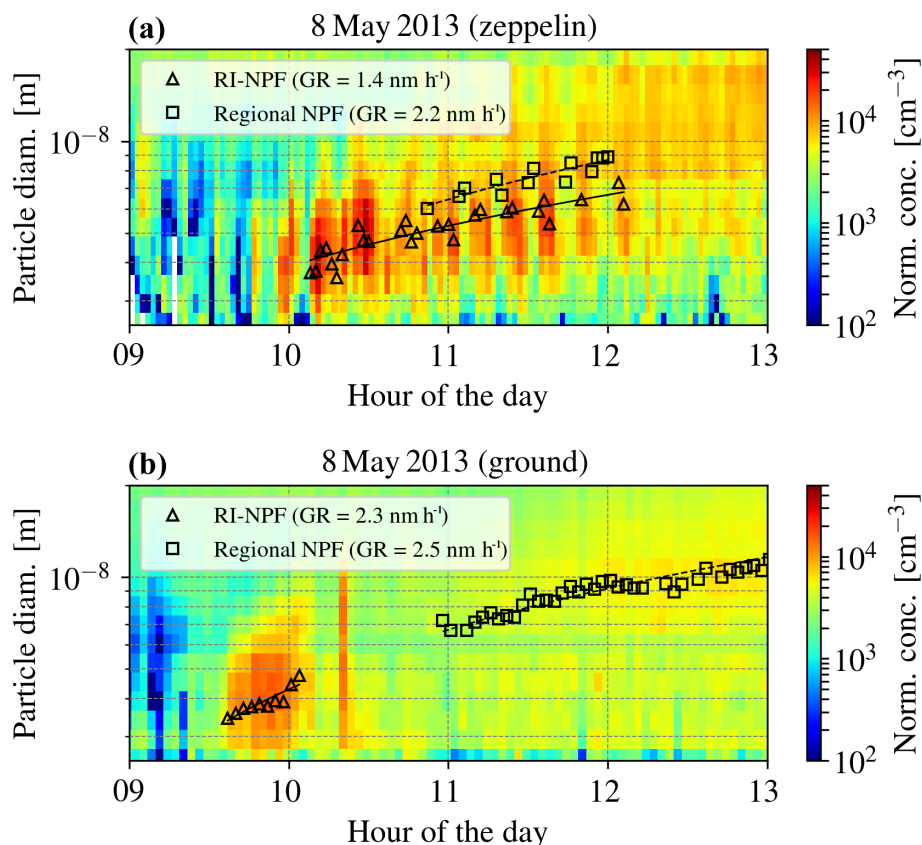 (a) 8 May 2013 (zeppelin)
RI-NPF (GR = 1.4 nm h⁻¹)
Regional NPF (GR = 2.2 nm h⁻¹)
Particle diam. [m]
10⁻⁸
09 10 11 12 13
Hour of the day
10⁴
10³
10²
Norm. conc. [cm⁻³]
(b) 8 May 2013 (ground)
RI-NPF (GR = 2.3 nm h⁻¹)
Regional NPF (GR = 2.5 nm h⁻¹)
Particle diam. [m]
10⁻⁸
09 10 11 12 13
Hour of the day
10⁴
10³
10²
Norm. conc. [cm⁻³]